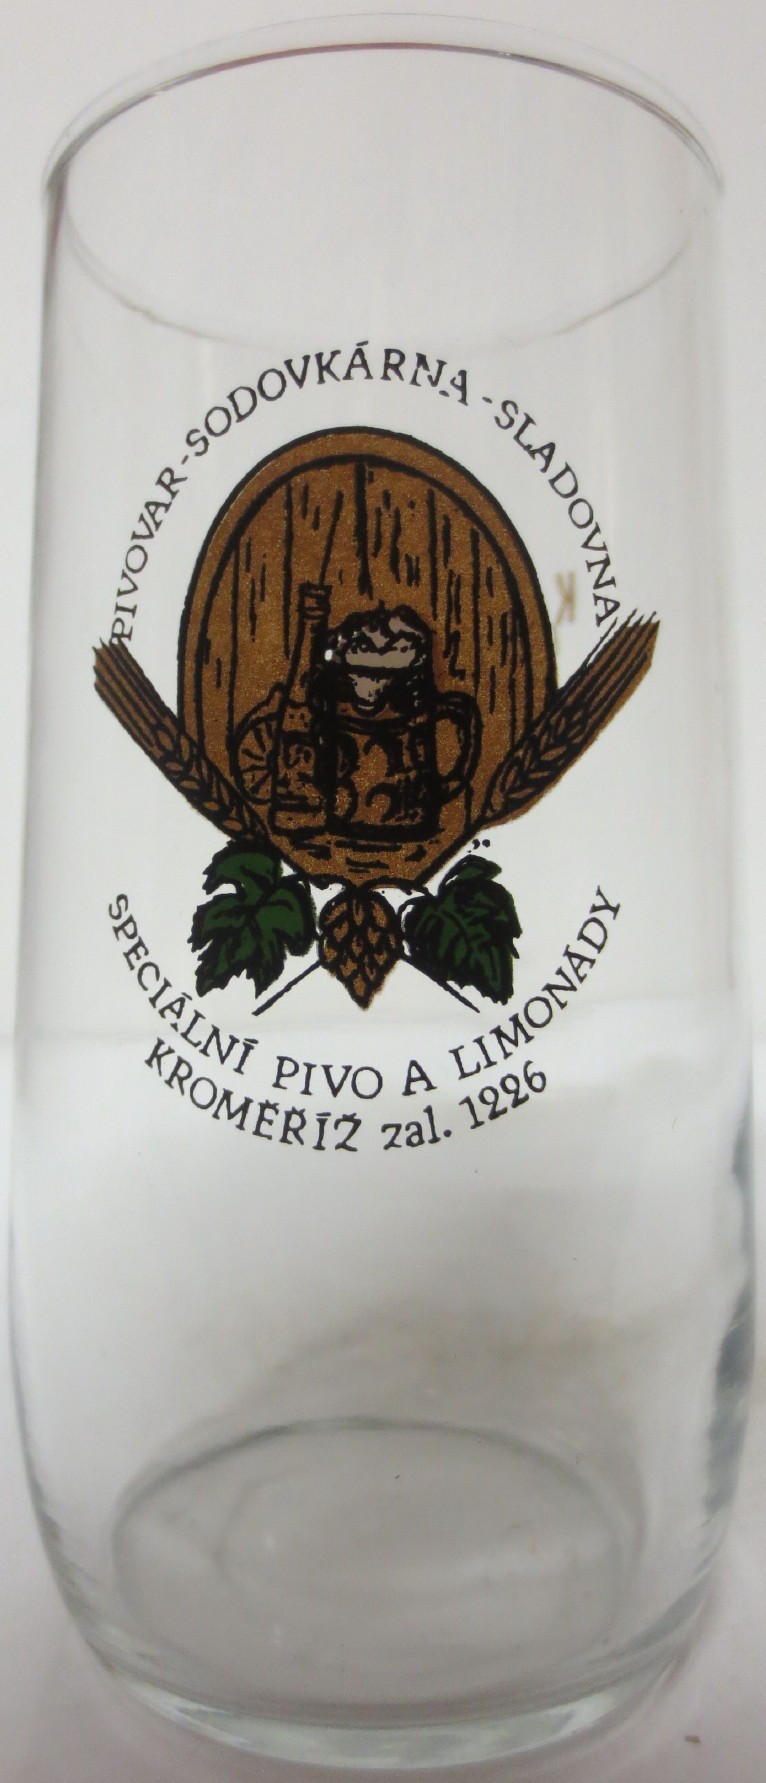 PIVOVAR-SODOVKÁRNA-SLADOVNA
SPECIÁLNÍ PIVO A LIMONÁDY
KROMĚŘÍŽ zal. 1226